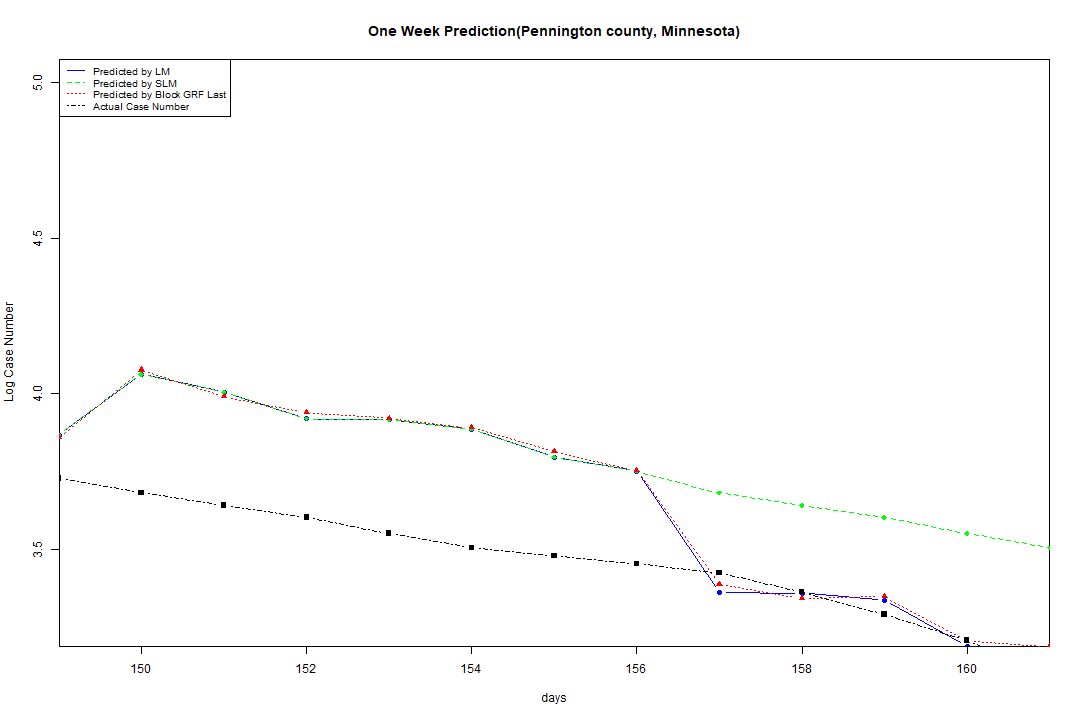 One Week Prediction(Pennington county, Minnesota)
Predicted by LM
Predicted by SLM
Predicted by Block GRF Last
Actual Case Number
5.0
4.5
4.0
3.5
Log Case Number
150 152 154 156 158 160
days